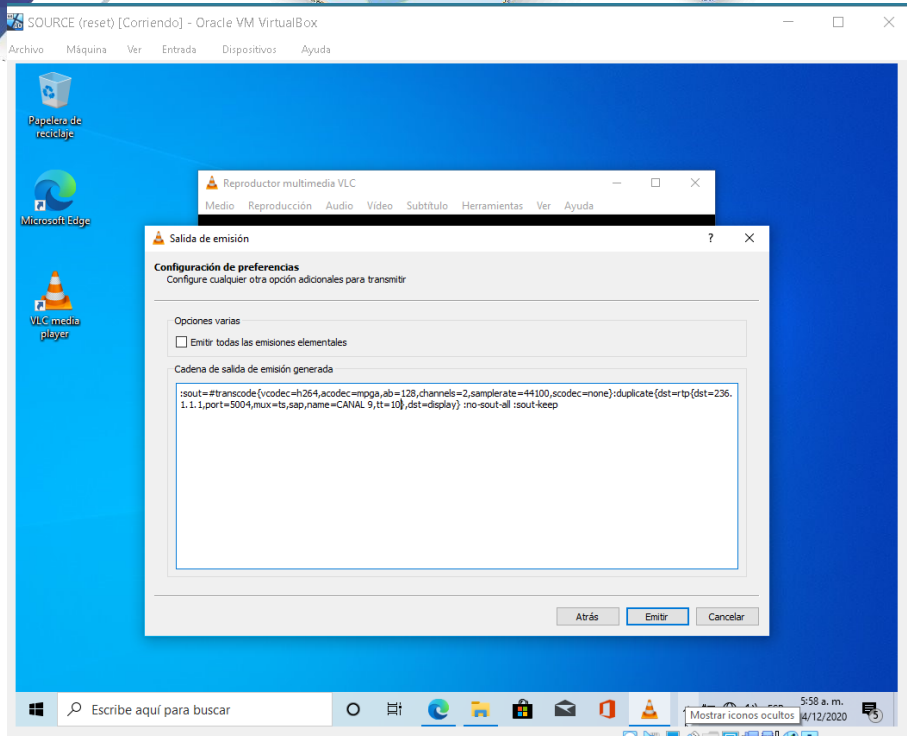 SOURCE (reset) [Corriendo] - Oracle VM VirtualBox
Archivo Máquina Ver Entrada Dispositivos Ayuda
Papelera de
reciclaje
Microsoft Edge
VLC media
player
Reproductor multimedia VLC
Medio Reproducción Audio Vídeo Subtítulo Herramientas Ver Ayuda
Salida de emisión
Configuración de preferencias
Configure cualquier otra opción adicionales para transmitir
Opciones varias
Emitir todas las emisiones elementales
Cadena de salida de emisión generada
:sout=#transcode{vcodec=h264,acodec=mpga,ab=128,channels=2,samplerate=44100,scodec=none}:duplicate{dst=rtp{dst=236.
1.1.1,port=5004,mux=ts,sap,name=CANAL 9,tt=10},dst=display} :no-sout-all :sout-keep
Atrás Emitir Cancelar
Escribe aquí para buscar
Mostrar iconos ocultos
5:58 a. m.
4/12/2020
5